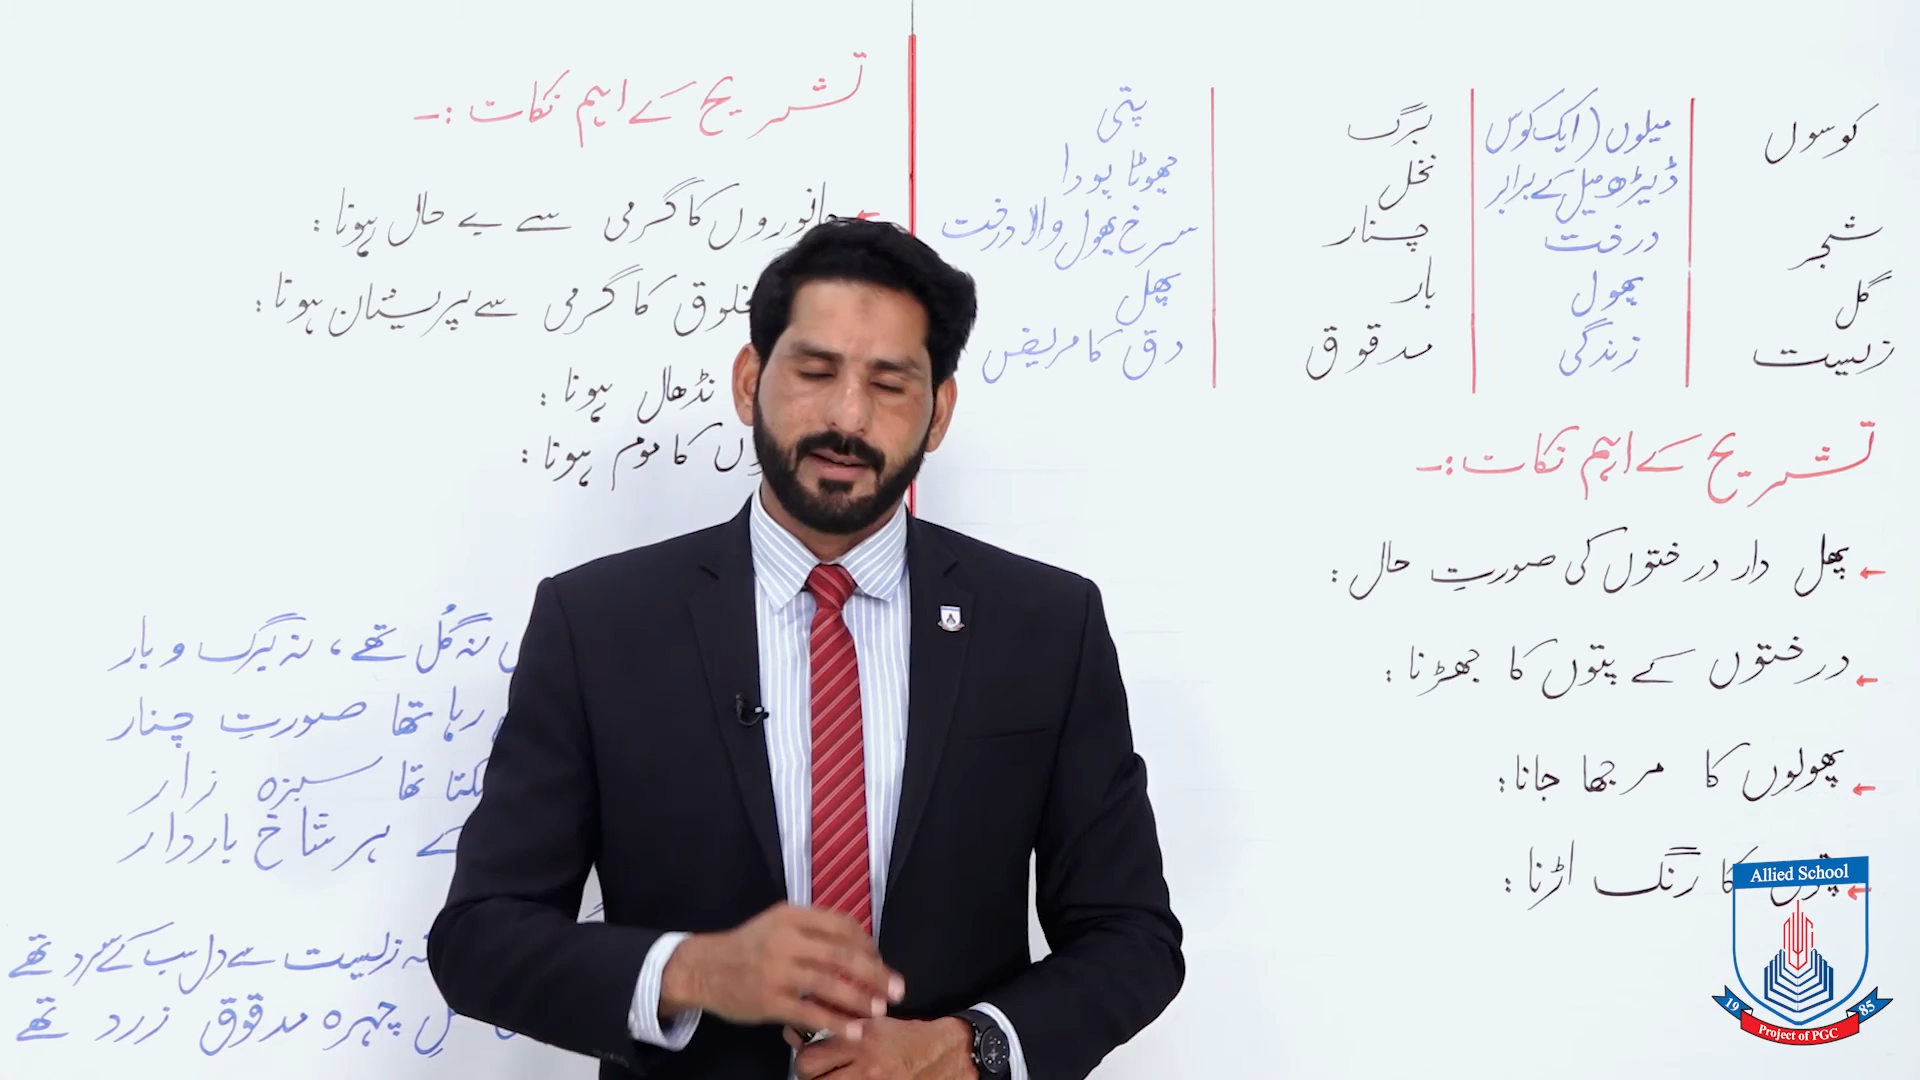 کوسوں
میلوں (ایک کوس
ڈیڑھ میل کے برابر
شجر
درخت
گل
پھول
زیست
زندگی
برگ
پتی
نخل
چھوٹا پودا
چنار
سرخ پھول والا درخت
بار
پھل
مدقوق
دق کا مریض
تشریح کے اہم نکات :-
پھل دار درختوں کی صورتِ حال :
درختوں کے پتوں کا جھڑنا :
پھولوں کا مرجھا جانا :
کا رنگ اڑنا :
تشریح کے اہم نکات :-
جانوروں کا گرمی سے بے حال ہونا :
کا گرمی سے پریشان ہونا :
نڈھال ہونا :
کا موم ہونا :
نہ گُل تھے ، نہ برگ و بار
رہا تھا صورتِ چنار
تھا سبزہ زار
ہر شاخ باردار
زیست سے دل سب کے سرد تھے
چہرہ مدقوق زرد تھے
Allied School
1985
Project of PGC